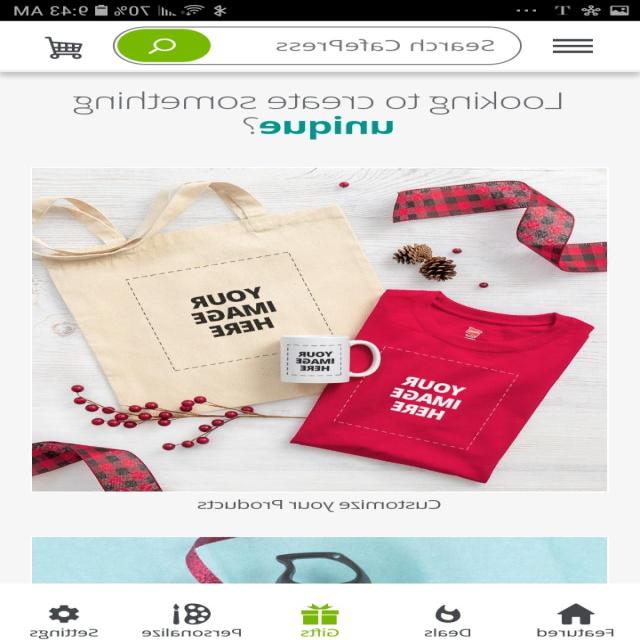 T ... 70% 9:43 AM
Search CafePress
Looking to create something
unique?
YOUR
IMAGE
HERE
YOUR
IMAGE
HERE
YOUR
IMAGE
HERE
Customize your Products
Featured Deals Gifts Personalize Settings